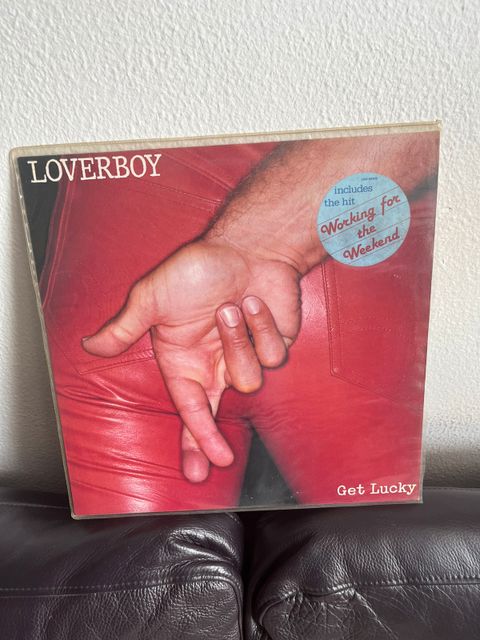 LOVERBOY
includes
the hit
Working for
the
Weekend
Get Lucky